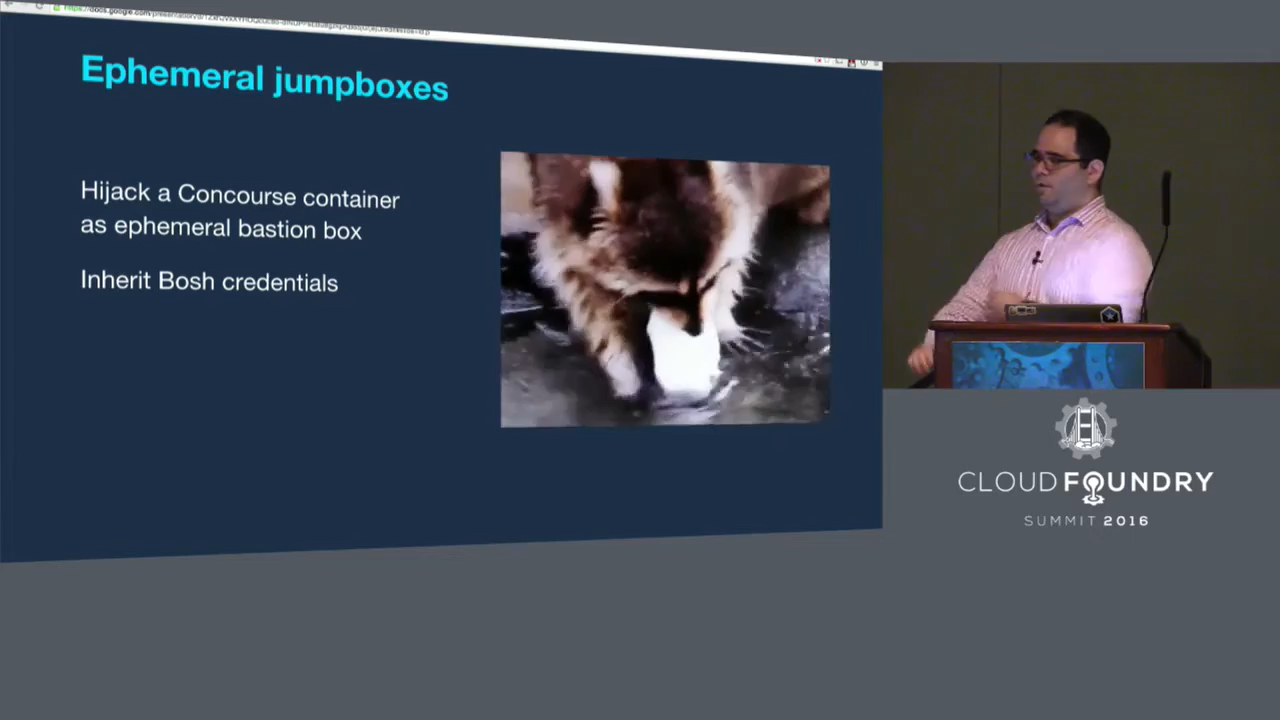 Ephemeral jumpboxes
Hijack a Concourse container
as ephemeral bastion box
Inherit Bosh credentials
CLOUD FOUNDRY
SUMMIT 2016